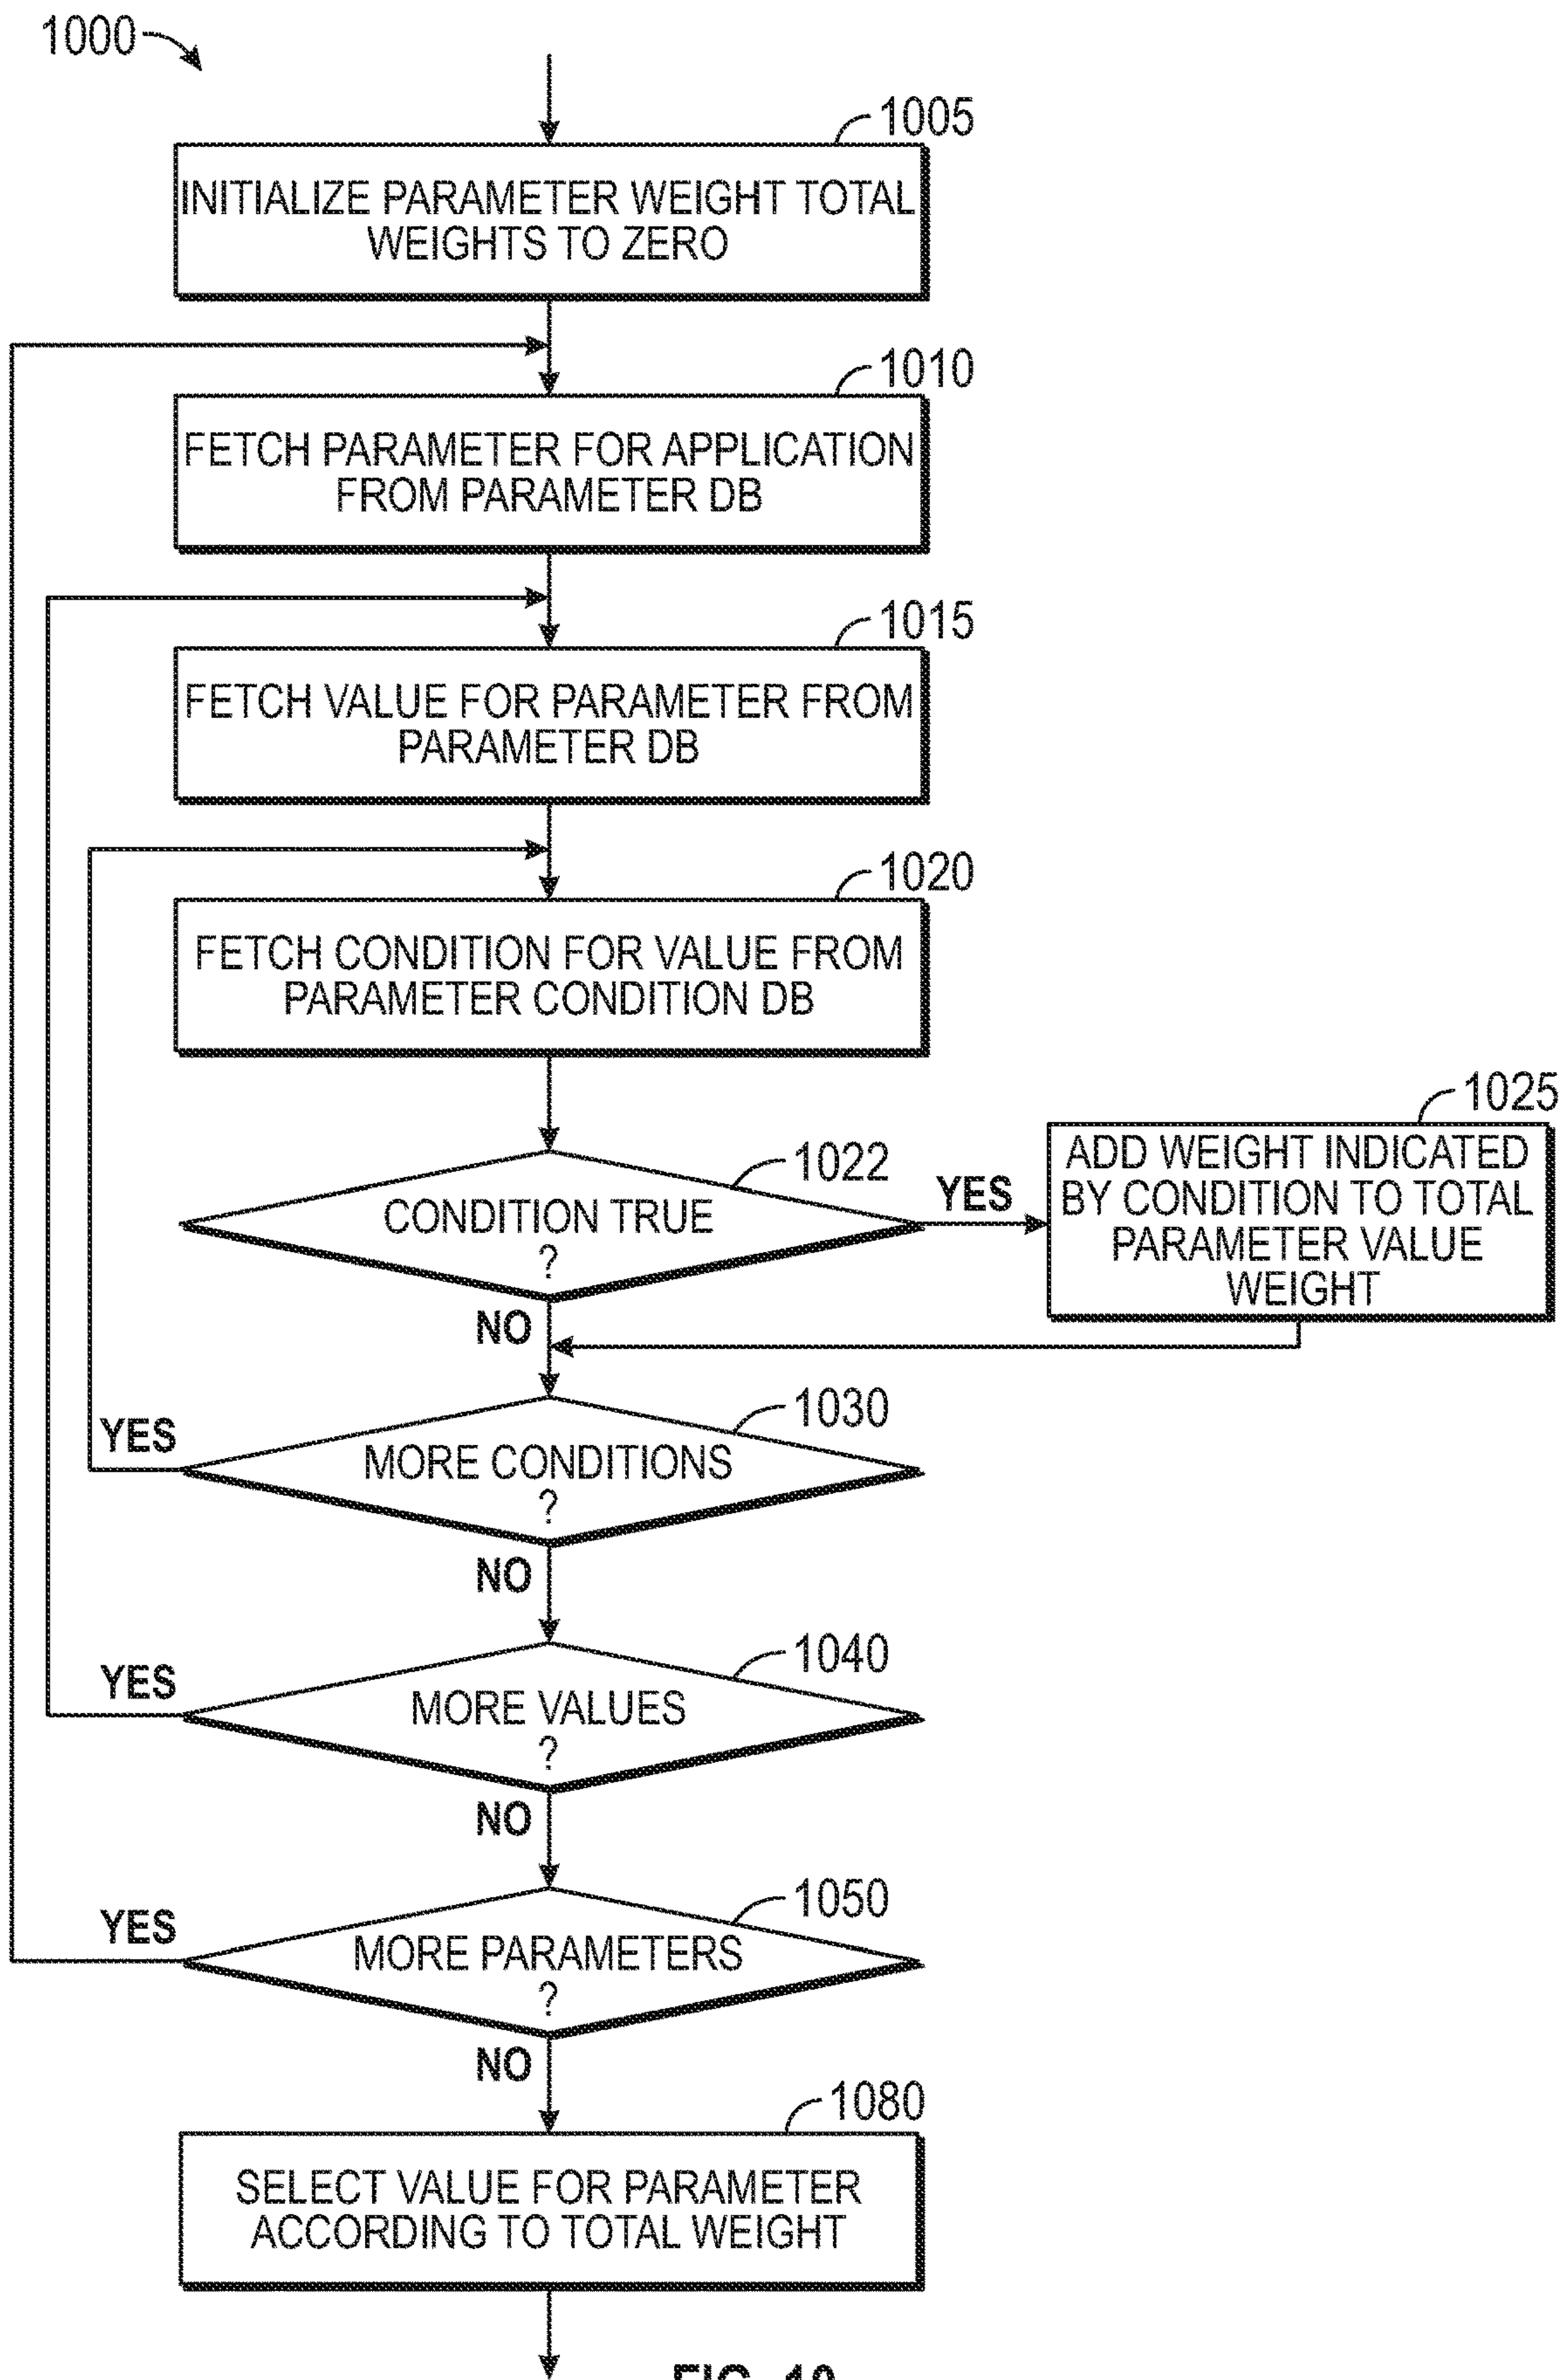 1000
1005
INITIALIZE PARAMETER WEIGHT TOTAL
WEIGHTS TO ZERO
1010
FETCH PARAMETER FOR APPLICATION
FROM PARAMETER DB
1015
FETCH VALUE FOR PARAMETER FROM
PARAMETER DB
1020
FETCH CONDITION FOR VALUE FROM
PARAMETER CONDITION DB
1022
CONDITION TRUE
?
YES
1025
ADD WEIGHT INDICATED
BY CONDITION TO TOTAL
PARAMETER VALUE
WEIGHT
NO
1030
MORE CONDITIONS
?
YES
NO
1040
MORE VALUES
?
YES
NO
1050
MORE PARAMETERS
?
YES
NO
1080
SELECT VALUE FOR PARAMETER
ACCORDING TO TOTAL WEIGHT
FIG. 10